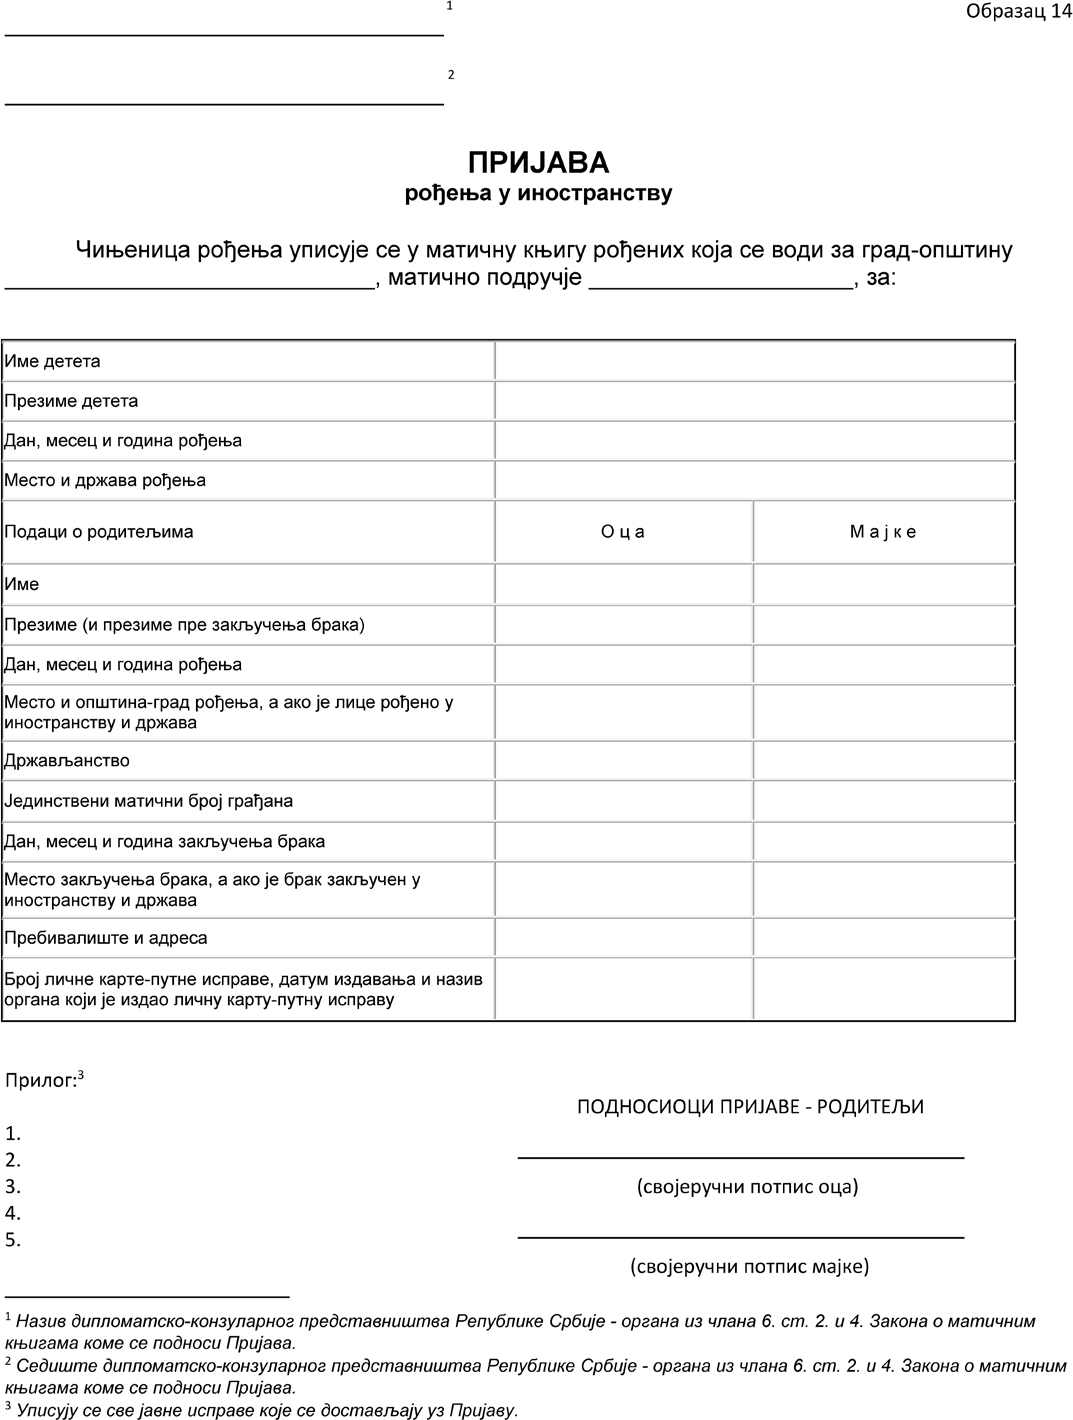 1
Образац 14
2
ПРИЈАВА
рођења у иностранству
Чињеница рођења уписује се у матичну књигу рођених која се води за град-општину
____________________________, матично подручје ____________________, за:
Име детета
Презиме детета
Дан, месец и година рођења
Место и држава рођења
Подаци о родитељима О ц а М а ј к е
Име
Презиме (и презиме пре закључења брака)
Дан, месец и година рођења
Место и општина-град рођења, а ако је лице рођено у
иностранству и држава
Држављанство
Јединствени матични број грађана
Дан, месец и година закључења брака
Место закључења брака, а ако је брак закључен у
иностранству и држава
Пребивалиште и адреса
Број личне карте-путне исправе, датум издавања и назив
органа који је издао личну карту-путну исправу
Прилог:3
ПОДНОСИОЦИ ПРИЈАВЕ - РОДИТЕЉИ
1.
2.
3.
(својеручни потпис оца)
4.
5.
(својеручни потпис мајке)
1 Назив дипломатско-конзуларног представништва Републике Србије - органа из члана 6. ст. 2. и 4. Закона о матичним
књигама коме се подноси Пријава.
2 Седиште дипломатско-конзуларног представништва Републике Србије - органа из члана 6. ст. 2. и 4. Закона о матичним
књигама коме се подноси Пријава.
3 Уписују се све јавне исправе које се достављају уз Пријаву.